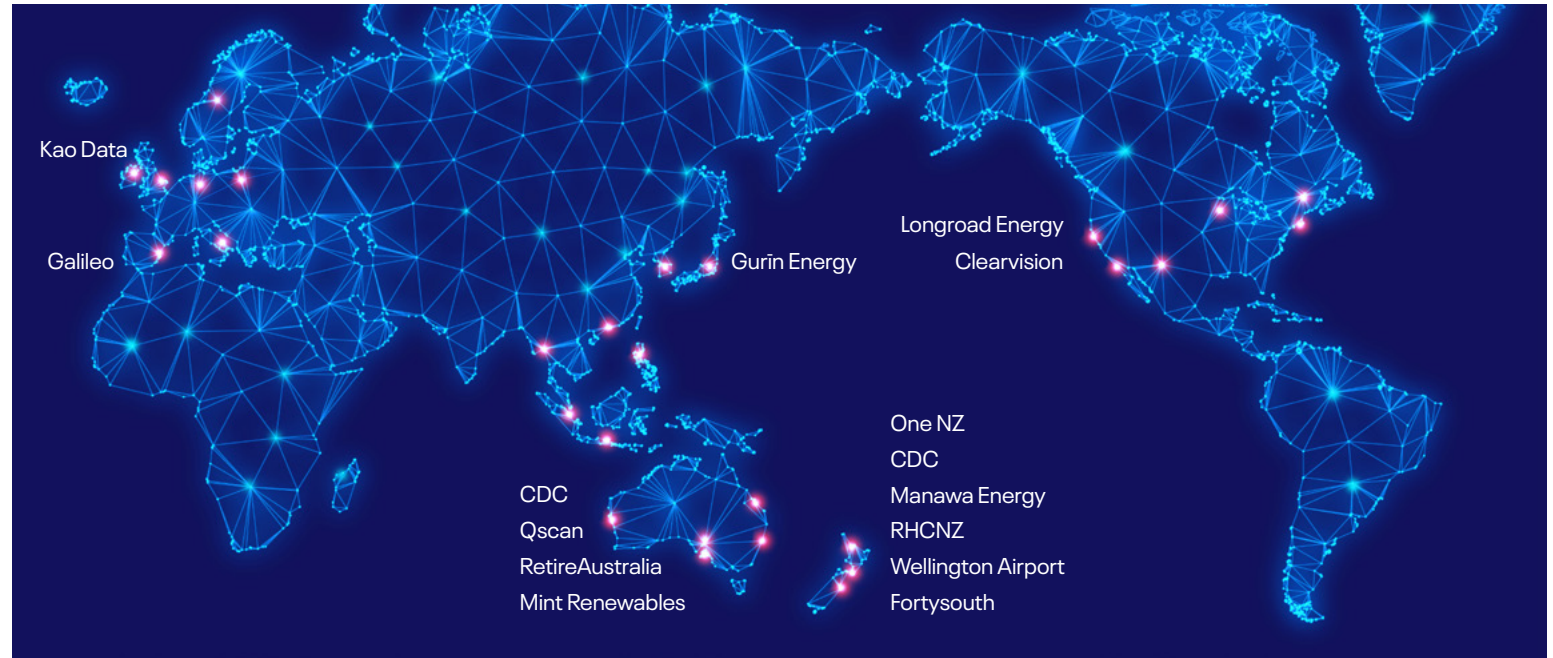 Kao Data
Galileo
Gurīn Energy
Longroad Energy
Clearvision
CDC
Qscan
RetireAustralia
Mint Renewables
One NZ
CDC
Manawa Energy
RHCNZ
Wellington Airport
Fortysouth